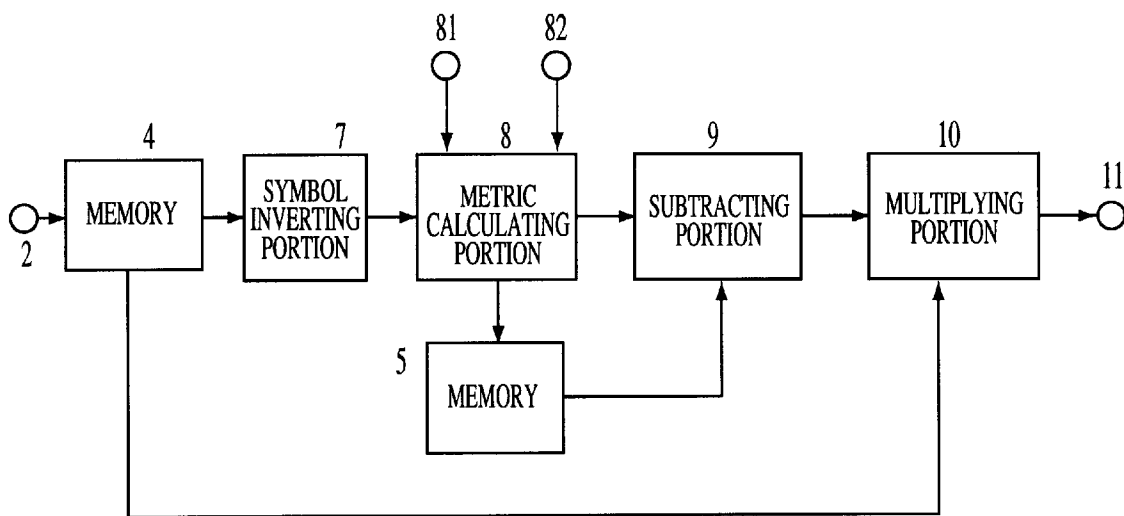 81
82
4
7
8
9
10
11
MEMORY
SYMBOL
INVERTING
PORTION
METRIC
CALCULATING
PORTION
SUBTRACTING
PORTION
MULTIPLYING
PORTION
2
5
MEMORY